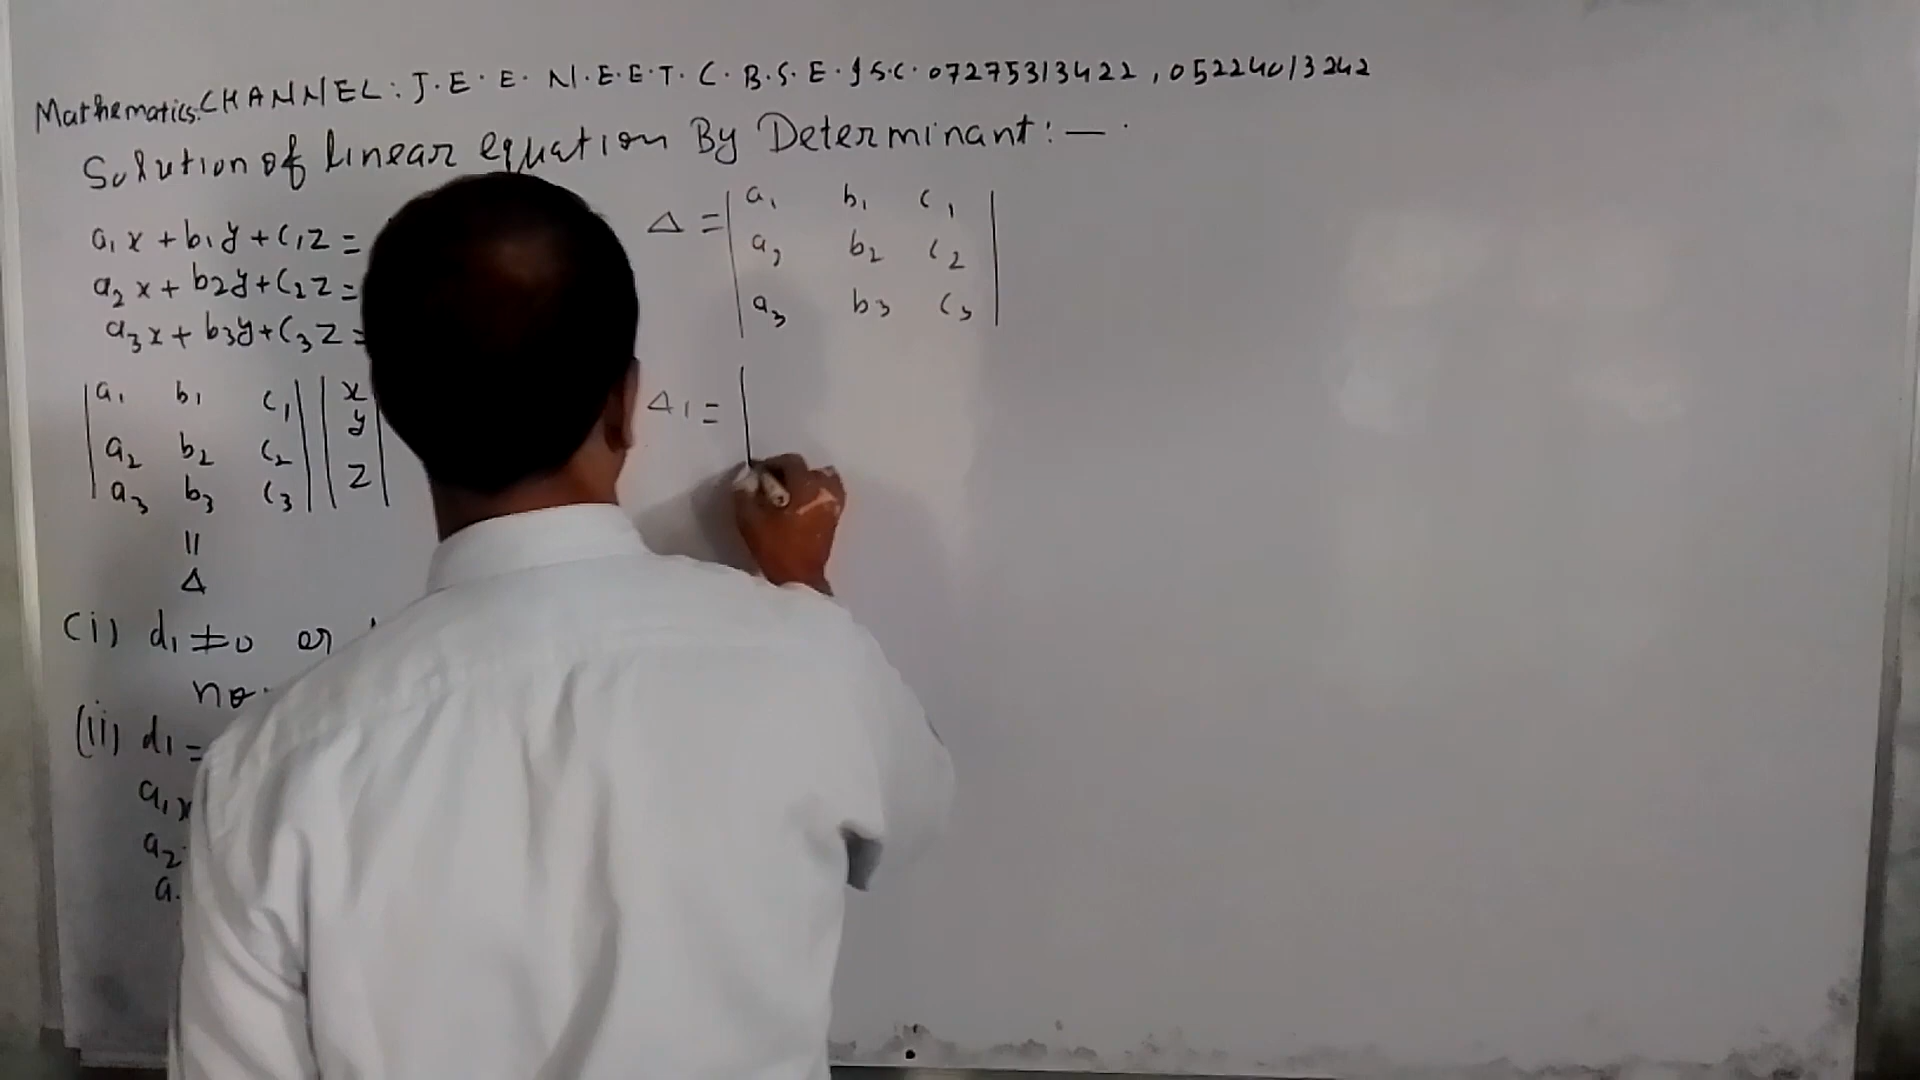 Mathematics. CHANNEL: J.E.E. N.E.E.T. C.B.S.E. I.S.C. 07275313422, 05224013242
Solution of linear equation By Determinant: —
a₁x + b₁y + c₁z =
a₂x + b₂y + c₂z =
a₃x + b₃y + c₃z =
| a₁ b₁ c₁ | | x |
| a₂ b₂ c₂ | | y |
| a₃ b₃ c₃ | | z |
||
Δ
(i) d₁ ≠ 0 or
(ii) d₁ =
a₁x
a₂
a
Δ = | a₁ b₁ c₁ |
| a₂ b₂ c₂ |
| a₃ b₃ c₃ |
Δ₁ = |